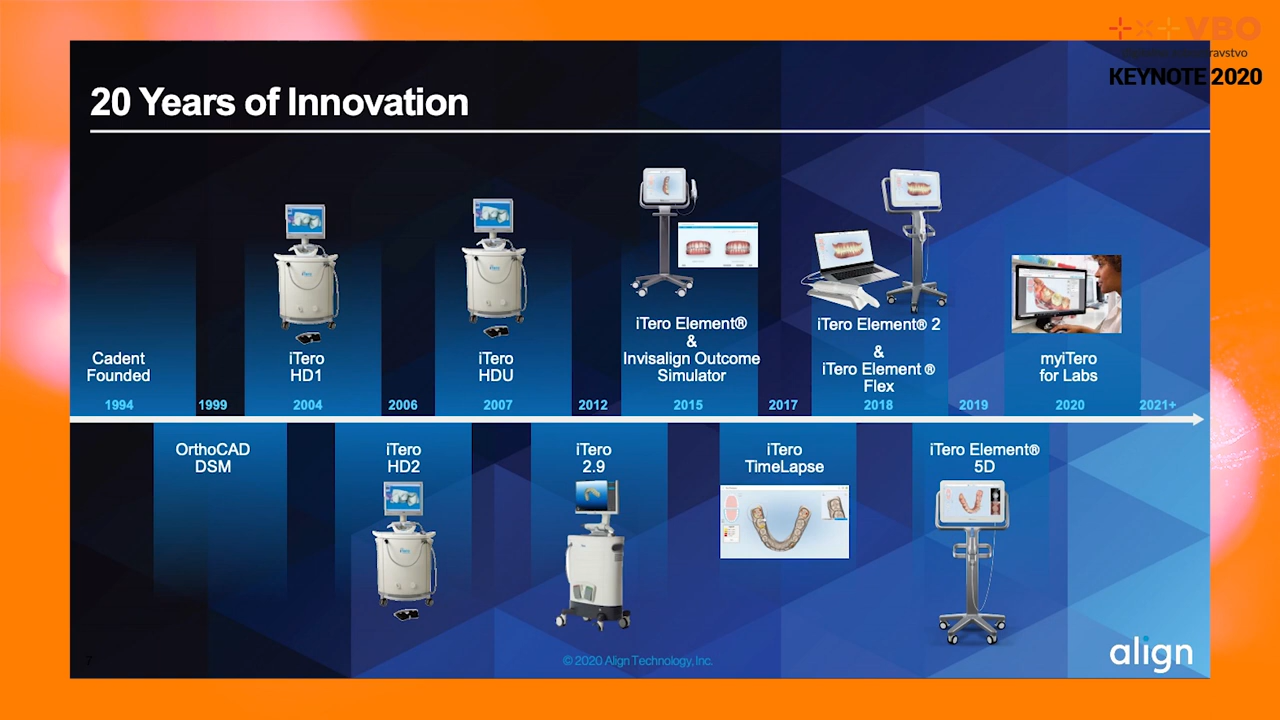 VBO
KEYNOTE 2020
20 Years of Innovation
Cadent
Founded
1994
1999
iTero
HD1
2004
2006
iTero
HDU
2007
2012
iTero Element®
&
Invisalign Outcome
Simulator
2015
2017
iTero Element® 2
&
iTero Element ®
Flex
2018
2019
myiTero
for Labs
2020
2021+
OrthoCAD
DSM
iTero
HD2
iTero
2.9
iTero
TimeLapse
iTero Element®
5D
7
© 2020 Align Technology, Inc.
align